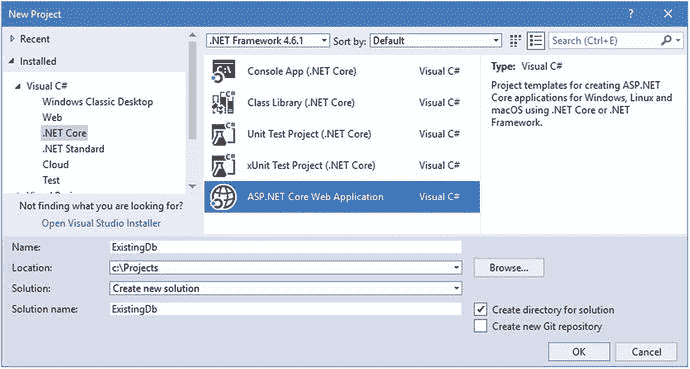 New Project
? ×
Recent
Installed
Visual C#
Windows Classic Desktop
Web
.NET Core
.NET Standard
Cloud
Test
Not finding what you are looking for?
Open Visual Studio Installer
.NET Framework 4.6.1
Sort by: Default
Search (Ctrl+E)
Console App (.NET Core) Visual C#
Class Library (.NET Core) Visual C#
Unit Test Project (.NET Core) Visual C#
xUnit Test Project (.NET Core) Visual C#
ASP.NET Core Web Application Visual C#
Type: Visual C#
Project templates for creating ASP.NET
Core applications for Windows, Linux and
macOS using .NET Core or .NET
Framework.
Name: ExistingDb
Location: c:\Projects
Browse...
Solution: Create new solution
Solution name: ExistingDb
Create directory for solution
Create new Git repository
OK Cancel